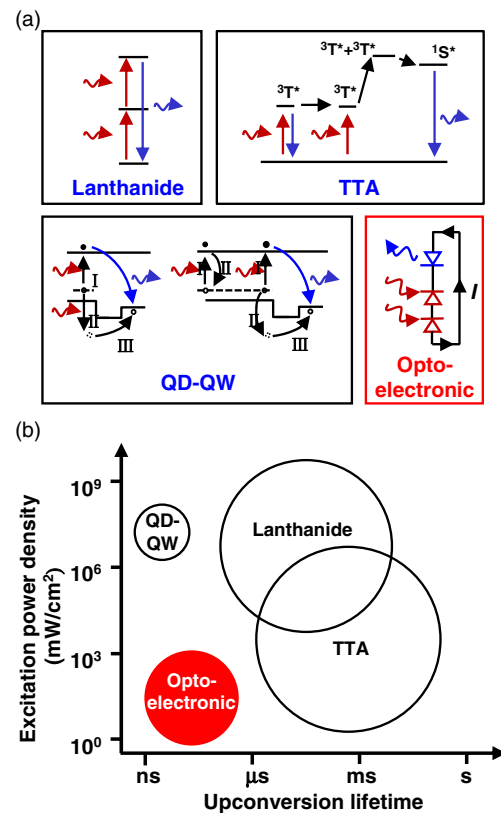 (a)
³T*+³T*
¹S*
³T*
³T*
Lanthanide
TTA
I
II
III
I
II
I
II
III
QD-QW
I
Opto-
electronic
(b)
Excitation power density
(mW/cm²)
10⁹
10⁶
10³
10⁰
QD-
QW
Lanthanide
TTA
Opto-
electronic
ns
μs
ms
s
Upconversion lifetime